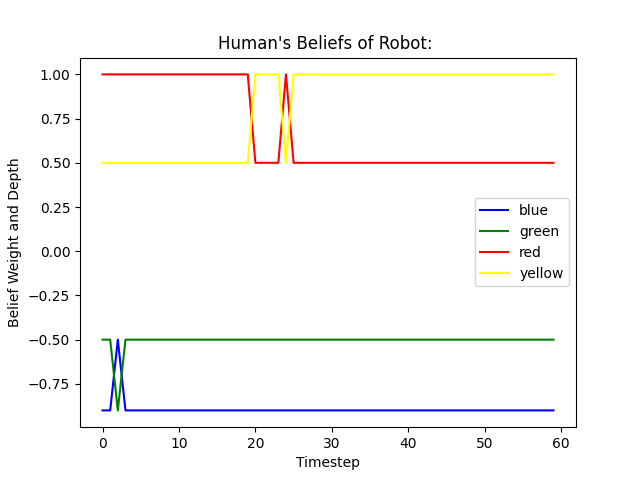 Human's Beliefs of Robot:
Belief Weight and Depth
1.00
0.75
0.50
0.25
0.00
−0.25
−0.50
−0.75
blue
green
red
yellow
0 10 20 30 40 50 60
Timestep